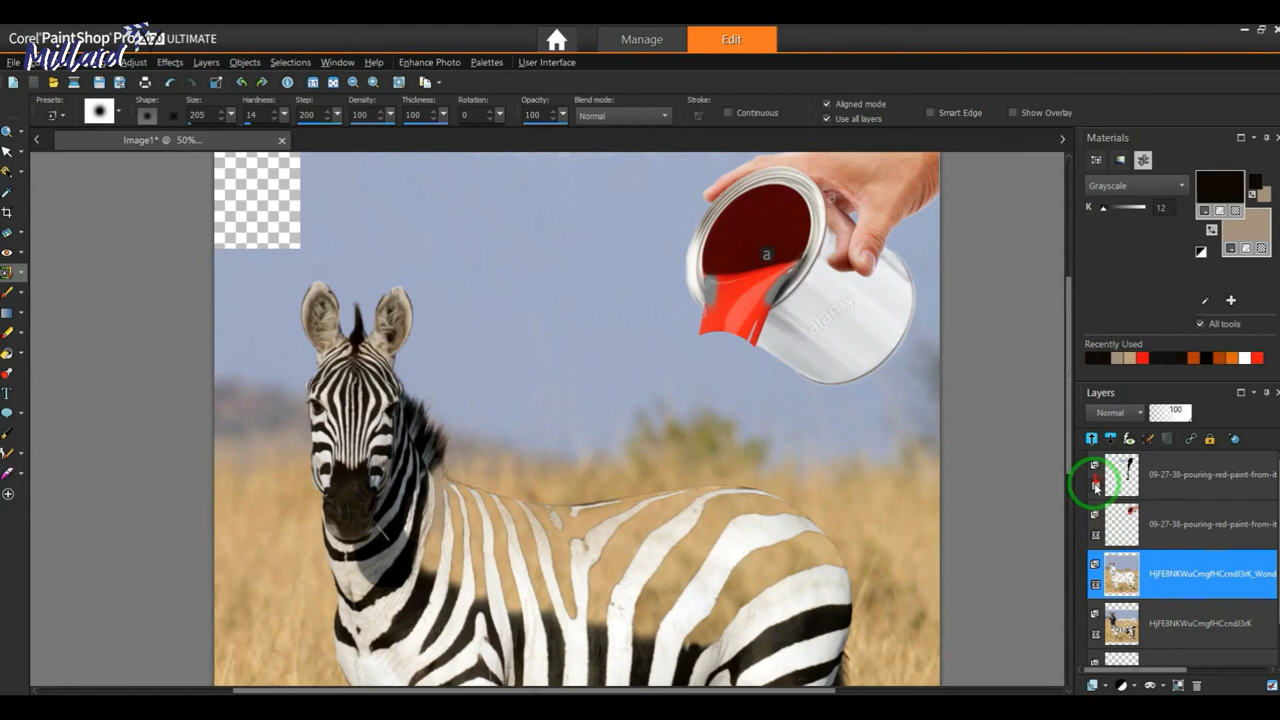 Corel PaintShop Pro 2020 ULTIMATE
Millard
Manage
Edit
File
Adjust
Effects
Layers
Objects
Selections
Window
Help
Enhance Photo
Palettes
User Interface
Presets:
Shape:
Size:
205
Hardness:
14
Step:
200
Density:
100
Thickness:
100
Rotation:
0
Opacity:
100
Blend mode:
Normal
Stroke:
Continuous
Aligned mode
Use all layers
Smart Edge
Show Overlay
Image1* @ 50%...
Materials
Grayscale
K
12
All tools
Recently Used
Layers
Normal
100
09-27-38-pouring-red-paint-from-it
09-27-38-pouring-red-paint-from-it
HjFE8NKWuCmgfHCcndJ3rK_Wond
HjFE8NKWuCmgfHCcndJ3rK
a
alamy